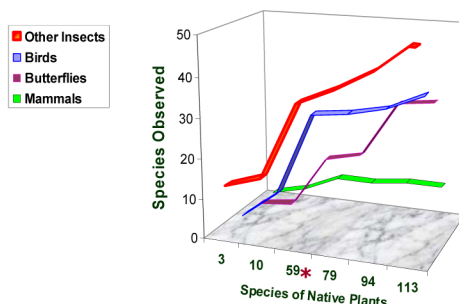 Other Insects
Birds
Butterflies
Mammals
Species Observed
50
40
30
20
10
0
3
10
59*
79
94
113
Species of Native Plants